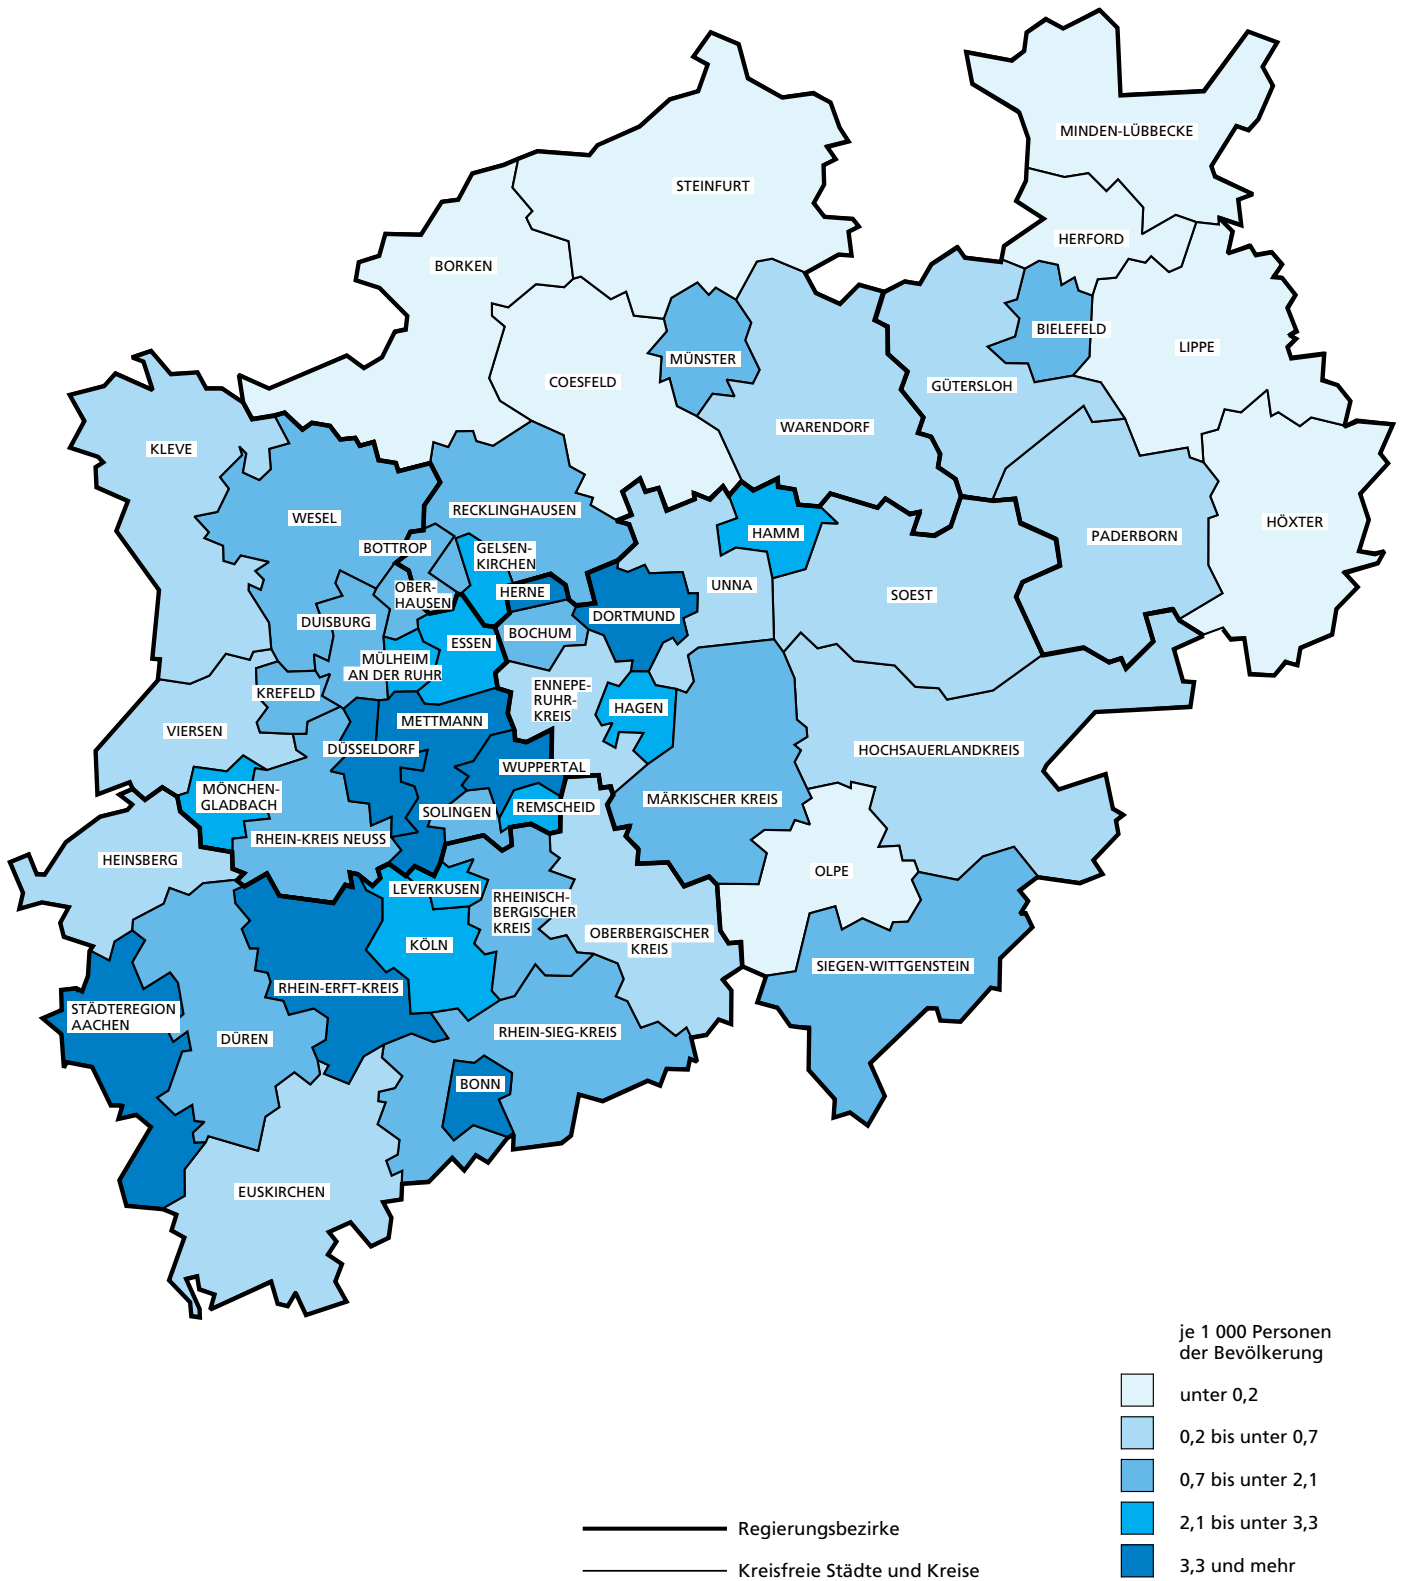 MINDEN-LÜBBECKE
STEINFURT
HERFORD
BORKEN
BIELEFELD
LIPPE
MÜNSTER
COESFELD
GÜTERSLOH
WARENDORF
KLEVE
RECKLINGHAUSEN
WESEL
HÖXTER
HAMM
PADERBORN
BOTTROP
GELSEN-
KIRCHEN
UNNA
OBER-
HAUSEN
HERNE
SOEST
DORTMUND
DUISBURG
BOCHUM
ESSEN
MÜLHEIM
AN DER RUHR
KREFELD
ENNEPE-
RUHR-
KREIS
HAGEN
METTMANN
VIERSEN
DÜSSELDORF
HOCHSAUERLANDKREIS
WUPPERTAL
MÖNCHEN-
GLADBACH
MÄRKISCHER KREIS
REMSCHEID
SOLINGEN
RHEIN-KREIS NEUSS
HEINSBERG
OLPE
LEVERKUSEN
RHEINISCH-
BERGISCHER
KREIS
OBERBERGISCHER
KREIS
KÖLN
SIEGEN-WITTGENSTEIN
RHEIN-ERFT-KREIS
STÄDTEREGION
AACHEN
RHEIN-SIEG-KREIS
DÜREN
BONN
EUSKIRCHEN
je 1 000 Personen
der Bevölkerung
unter 0,2
0,2 bis unter 0,7
0,7 bis unter 2,1
2,1 bis unter 3,3
3,3 und mehr
Regierungsbezirke
Kreisfreie Städte und Kreise